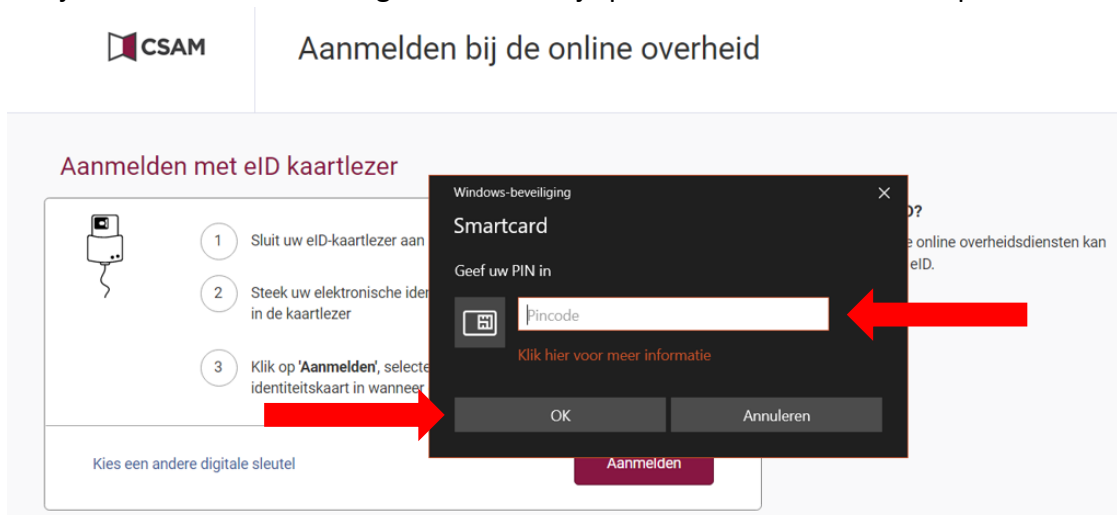 CSAM
Aanmelden bij de online overheid
Aanmelden met eID kaartlezer
1 Sluit uw eID-kaartlezer aan
2 Steek uw elektronische
in de kaartlezer
3 Klik op 'Aanmelden',
identiteitskaart in wanneer
Kies een andere digitale sleutel
Aanmelden
Windows-beveiliging
Smartcard
Geef uw PIN in
Pincode
Klik hier voor meer informatie
OK
Annuleren
online overheidsdiensten kan
eID.